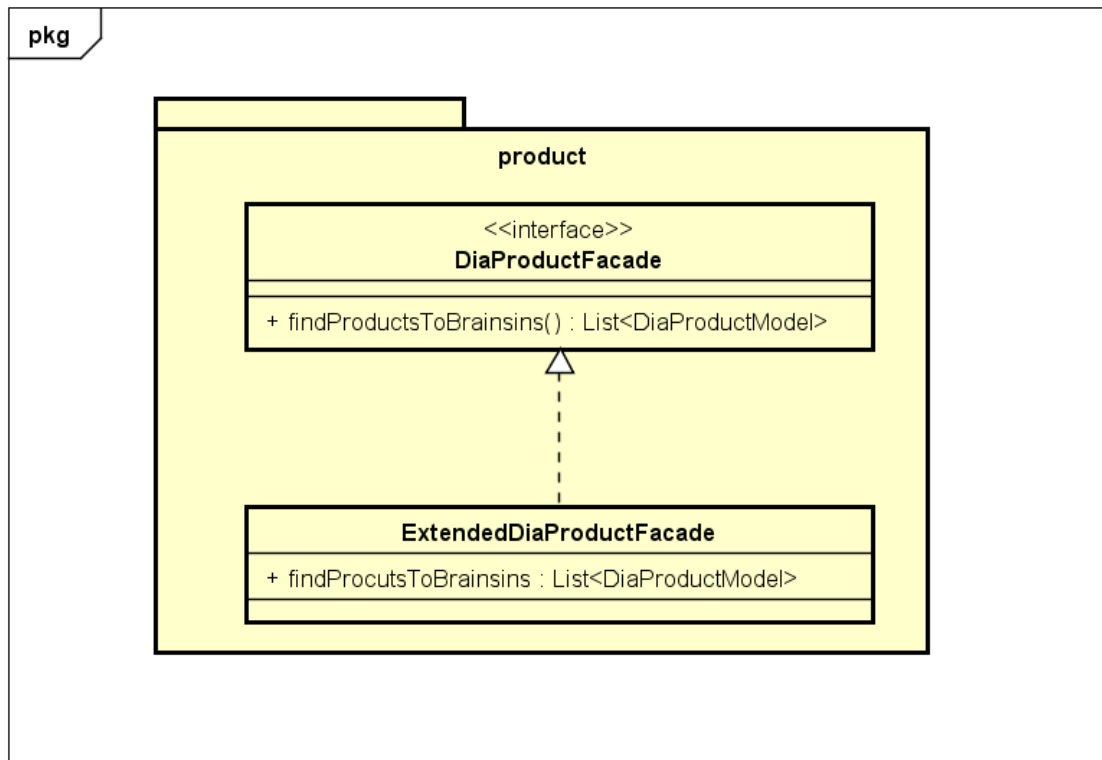 pkg
product
<<interface>>
DiaProductFacade
+ findProductsToBrainsins() : List<DiaProductModel>
ExtendedDiaProductFacade
+ findProcutsToBrainsins : List<DiaProductModel>